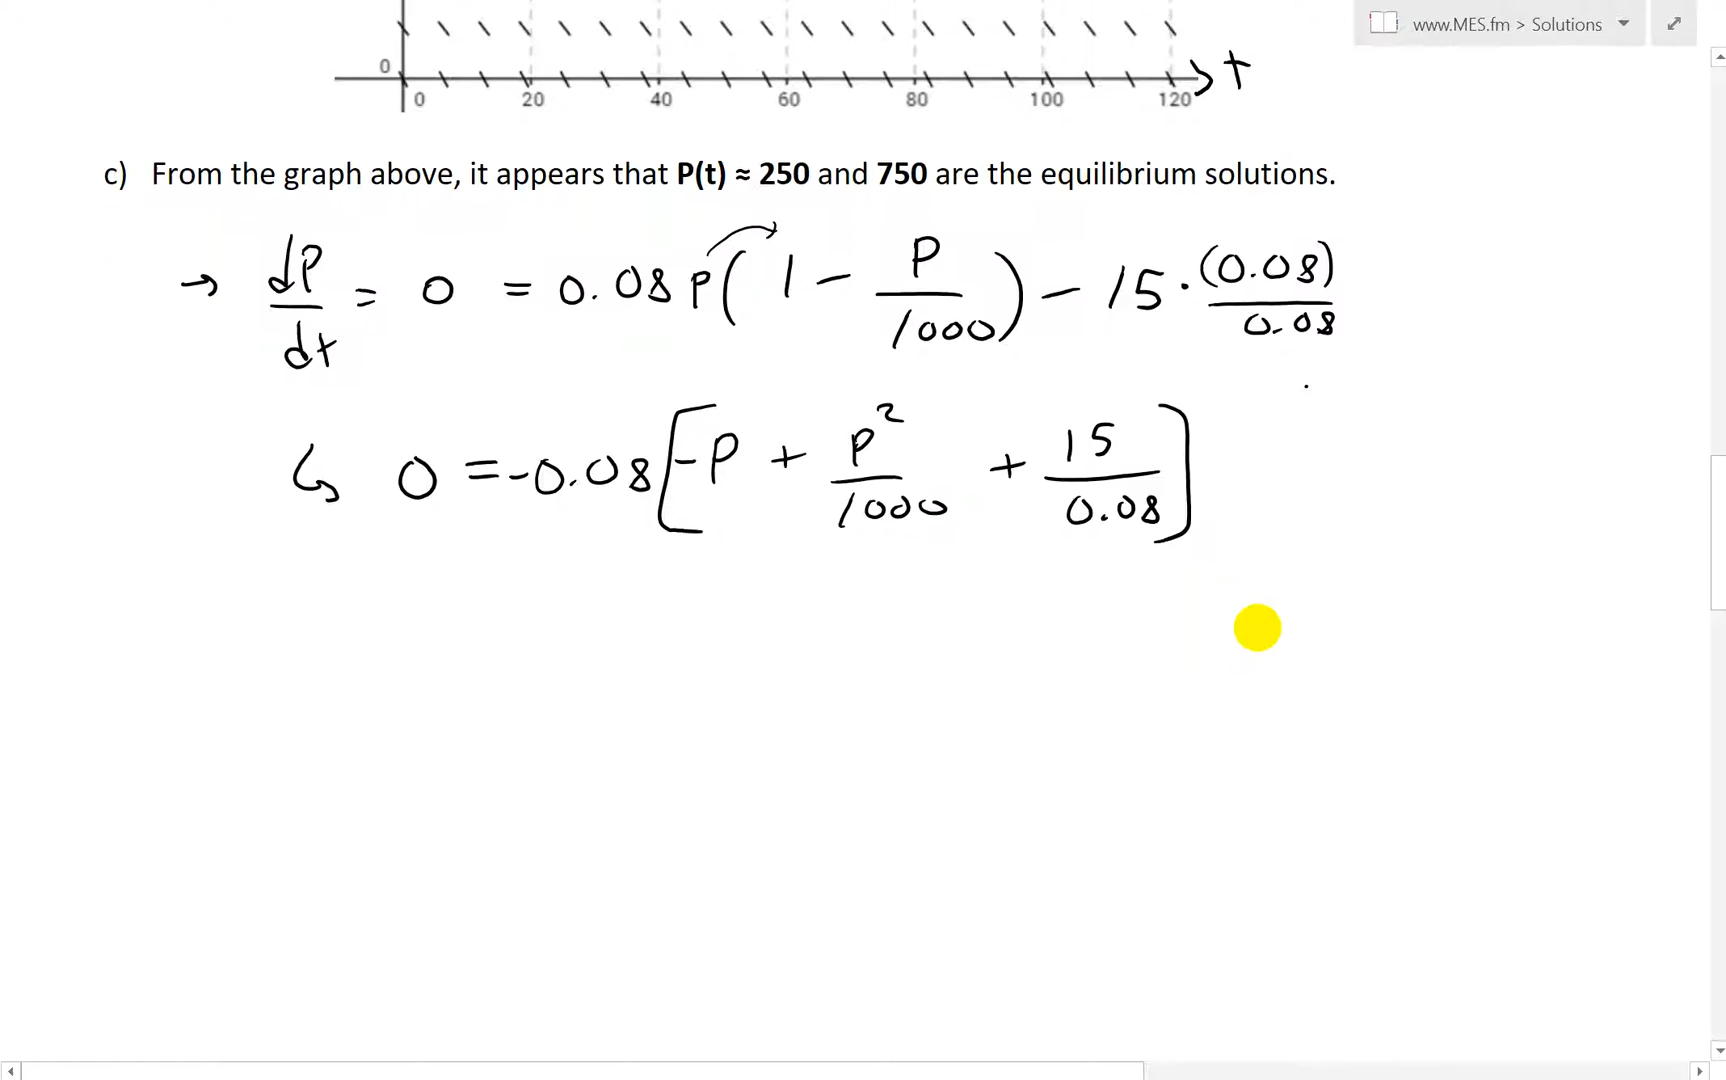 www.MES.fm > Solutions
0
t
0 20 40 60 80 100 120
c) From the graph above, it appears that P(t) ≈ 250 and 750 are the equilibrium solutions.
→ dP/dt = 0 = 0.08P(1 − P/1000) − 15·(0.08)/0.08
↳ 0 = -0.08[-P + P²/1000 + 15/0.08]